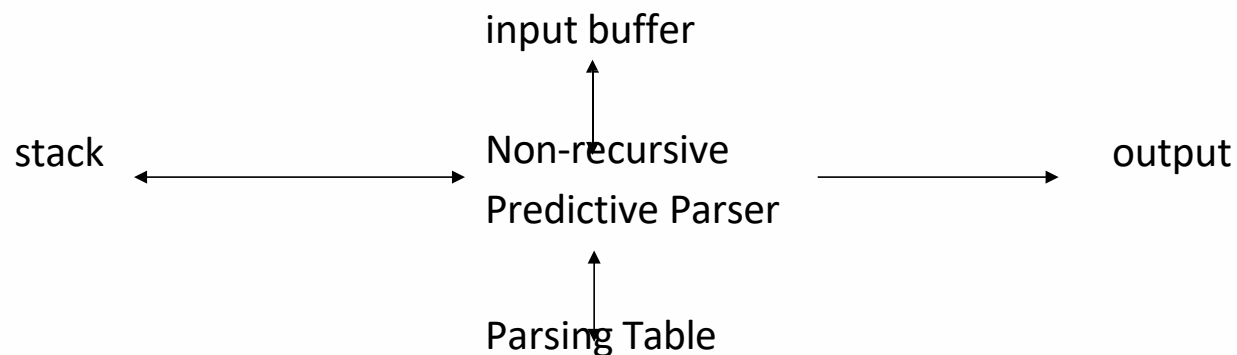 input buffer
stack
Non-recursive
output
Predictive Parser
Parsing Table